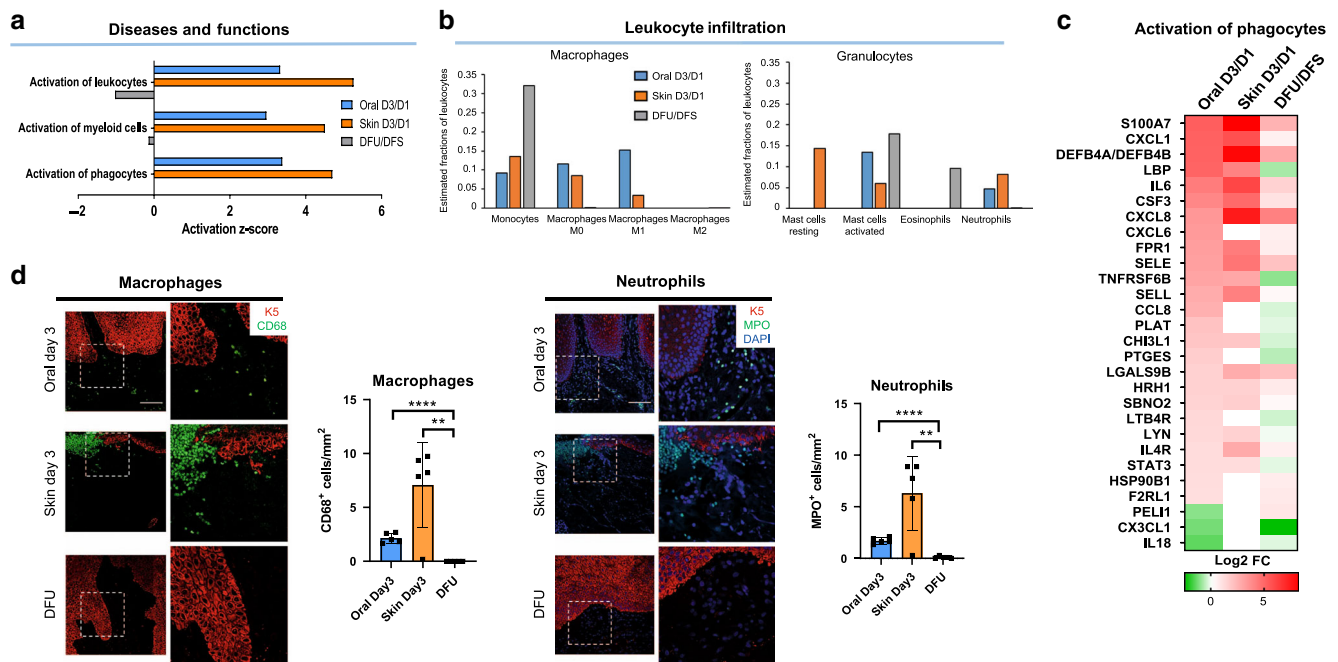 a
Diseases and functions
Activation of leukocytes
Activation of myeloid cells
Activation of phagocytes
Oral D3/D1
Skin D3/D1
DFU/DFS
−2
0
2
4
6
Activation z-score
b
Leukocyte infiltration
Macrophages
Estimated fractions of leukocytes
0.35
0.3
0.25
0.2
0.15
0.1
0.05
0
Oral D3/D1
Skin D3/D1
DFU/DFS
Monocytes
Macrophages M0
Macrophages M1
Macrophages M2
Granulocytes
Estimated fractions of leukocytes
0.35
0.3
0.25
0.2
0.15
0.1
0.05
0
Mast cells resting
Mast cells activated
Eosinophils
Neutrophils
c
Activation of phagocytes
Oral D3/D1
Skin D3/D1
DFU/DFS
S100A7
CXCL1
DEFB4A/DEFB4B
LBP
IL6
CSF3
CXCL8
CXCL6
FPR1
SELE
TNFRSF6B
SELL
CCL8
PLAT
CHI3L1
PTGES
LGALS9B
HRH1
SBNO2
LTB4R
LYN
IL4R
STAT3
HSP90B1
F2RL1
PELI1
CX3CL1
IL18
Log2 FC
0
5
d
Macrophages
K5
CD68
Oral day 3
Skin day 3
DFU
Macrophages
CD68+ cells/mm2
15
10
5
0
****
**
Oral Day3
Skin Day3
DFU
Neutrophils
K5
MPO
DAPI
Oral day 3
Skin day 3
DFU
Neutrophils
MPO+ cells/mm2
15
10
5
0
****
**
Oral Day3
Skin Day3
DFU